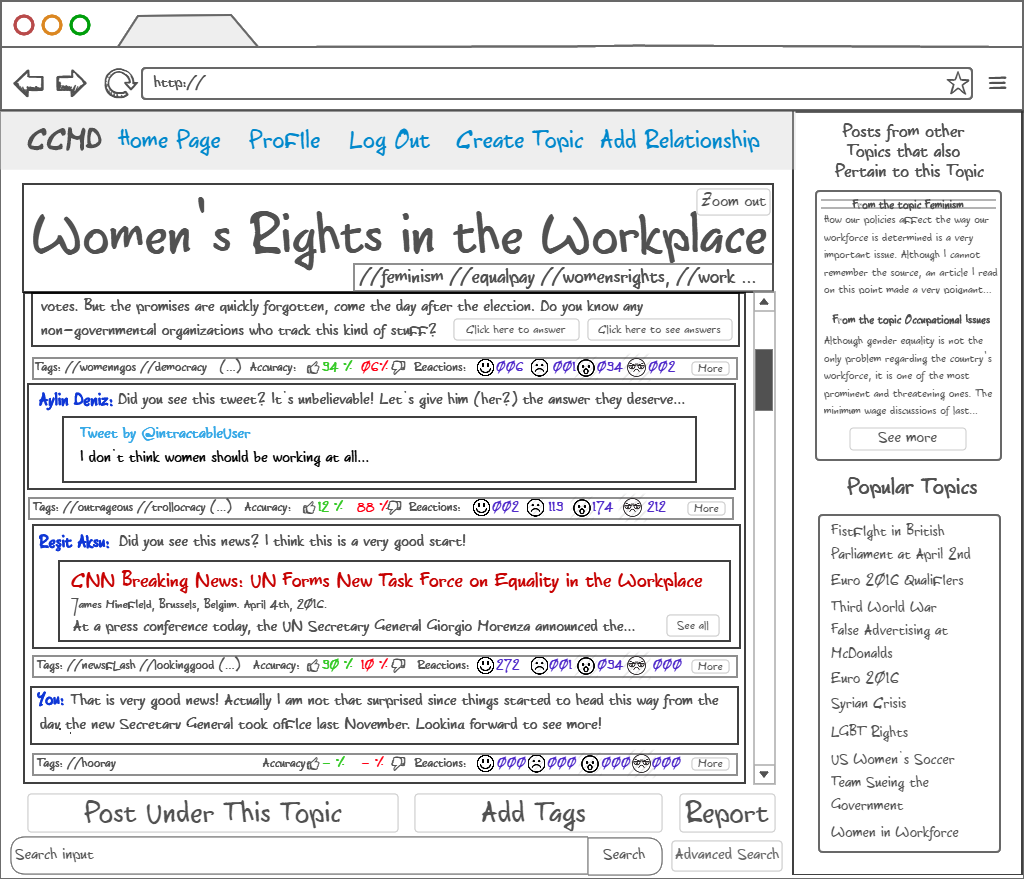 http://
CCMD Home Page Profile Log Out Create Topic Add Relationship
Zoom out
Women's Rights in the Workplace
//feminism //equalpay //womensrights, //work ...
votes. But the promises are quickly forgotten, come the day after the election. Do you know any
non-governmental organizations who track this kind of stuff? Click here to answer Click here to see answers
Tags: //womenngos //democracy (...) Accuracy: 94 % 06% Reactions: 006 001 094 002 More
Aylin Deniz: Did you see this tweet? It's unbelievable! Let's give him (her?) the answer they deserve...
Tweet by @intractableUser
I don't think women should be working at all...
Tags: //outrageous //trollocracy (...) Accuracy: 12 % 88 % Reactions: 002 119 174 212 More
Reşit Aksu: Did you see this news? I think this is a very good start!
CNN Breaking News: UN Forms New Task Force on Equality in the Workplace
James Minefield, Brussels, Belgim. April 4th, 2016.
At a press conference today, the UN Secretary General Giorgio Morenza announced the... See all
Tags: //newsflash //lookinggood (...) Accuracy: 90 % 10 % Reactions: 272 001 094 000 More
You: That is very good news! Actually I am not that surprised since things started to head this way from the
day the new Secretary General took office last November. Looking forward to see more!
Tags: //hooray Accuracy - % - % Reactions: 000 000 000 000 More
Post Under This Topic Add Tags Report
Search input Search Advanced Search
Posts from other
Topics that also
Pertain to this Topic
From the topic Feminism
How our policies affect the way our
workforce is determined is a very
important issue. Although I cannot
remember the source, an article I read
on this point made a very poignant...
From the topic Occupational Issues
Although gender equality is not the
only problem regarding the country's
workforce, it is one of the most
prominent and threatening ones. The
minimum wage discussions of last...
See more
Popular Topics
Fistfight in British
Parliament at April 2nd
Euro 2016 Qualifiers
Third World War
False Advertising at
McDonalds
Euro 2016
Syrian Crisis
LGBT Rights
US Women's Soccer
Team Sueing the
Government
Women in Workforce